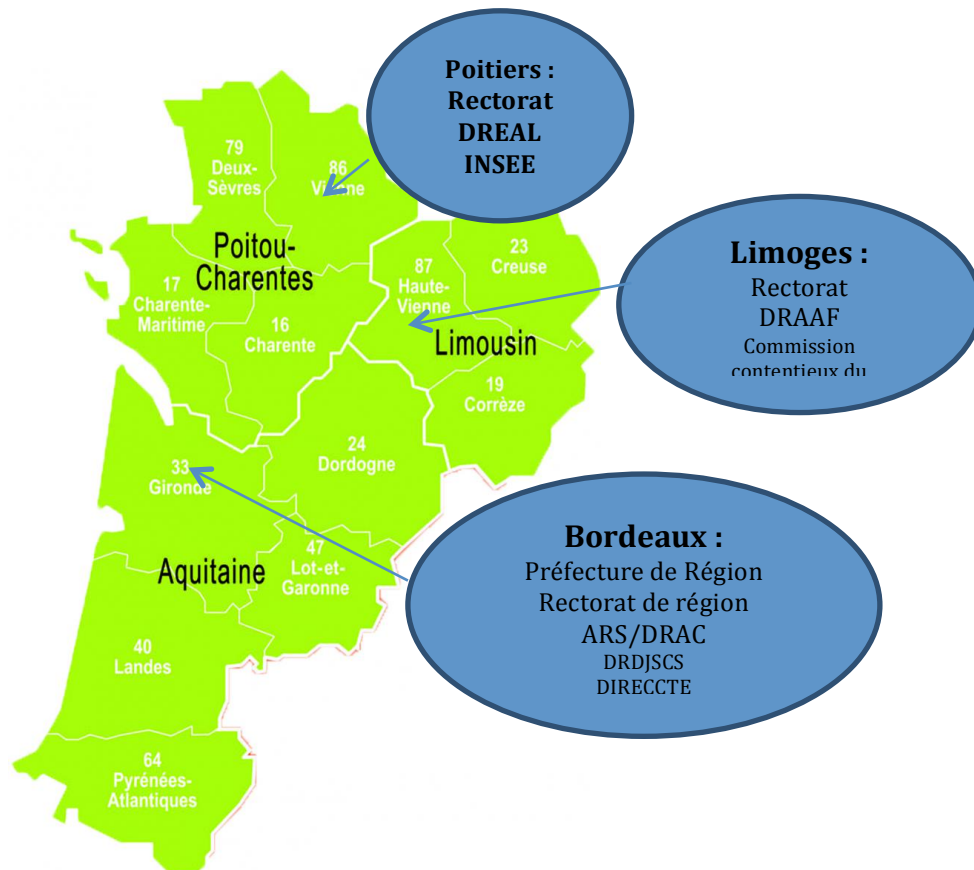 Poitiers :
Rectorat
DREAL
INSEE
79
Deux-
Sèvres
86
Vienne
Poitou-
Charentes
17
Charente-
Maritime
16
Charente
87
Haute-
Vienne
23
Creuse
Limousin
19
Corrèze
Limoges :
Rectorat
DRAAF
Commission
contentieux du
24
Dordogne
33
Gironde
47
Lot-et-
Garonne
Aquitaine
40
Landes
64
Pyrénées-
Atlantiques
Bordeaux :
Préfecture de Région
Rectorat de région
ARS/DRAC
DRDJSCS
DIRECCTE